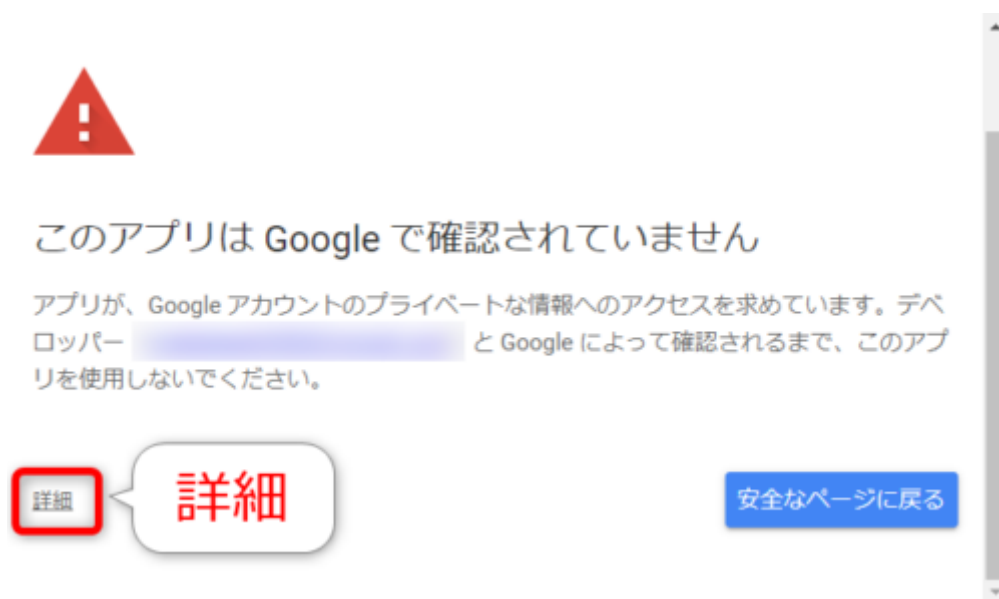 このアプリは Google で確認されていません
アプリが、Google アカウントのプライベートな情報へのアクセスを求めています。デベ
ロッパー と Google によって確認されるまで、このアプ
リを使用しないでください。
詳細
詳細
安全なページに戻る